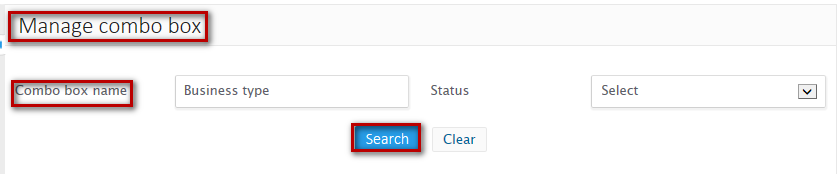 Manage combo box
Combo box name Business type Status Select
Search Clear